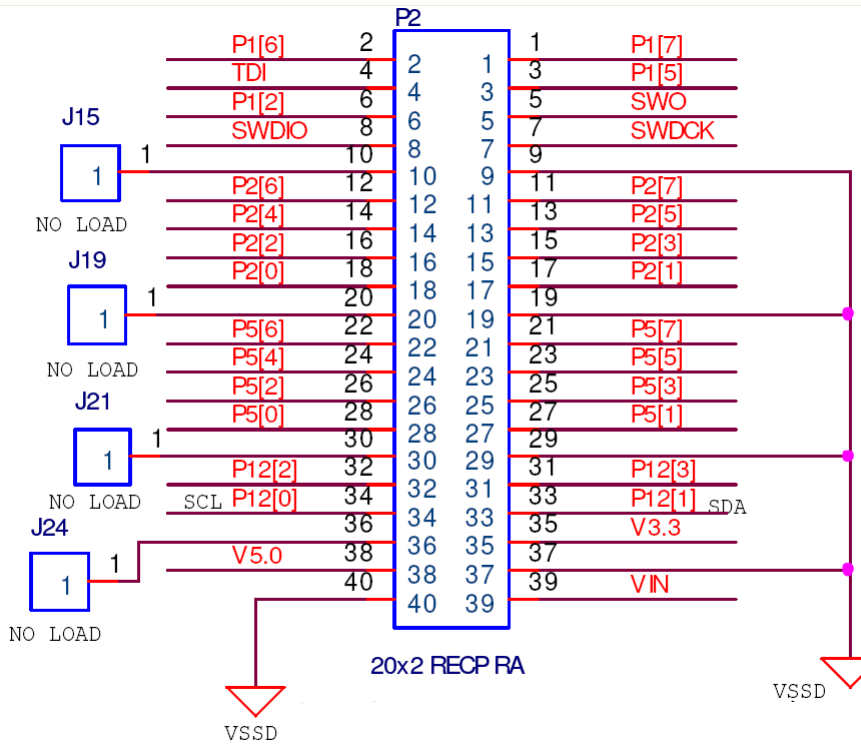 P2
P1[6] 2 2 1 1 P1[7]
TDI 4 4 3 3 P1[5]
P1[2] 6 6 5 5 SWO
SWDIO 8 8 7 7 SWDCK
J15 1 1 10 10 9 9
NO LOAD
P2[6] 12 12 11 11 P2[7]
P2[4] 14 14 13 13 P2[5]
P2[2] 16 16 15 15 P2[3]
P2[0] 18 18 17 17 P2[1]
J19 1 1 20 20 19 19
NO LOAD
P5[6] 22 22 21 21 P5[7]
P5[4] 24 24 23 23 P5[5]
P5[2] 26 26 25 25 P5[3]
P5[0] 28 28 27 27 P5[1]
J21 1 1 30 30 29 29
NO LOAD
P12[2] 32 32 31 31 P12[3]
SCL P12[0] 34 34 33 33 P12[1] SDA
J24 1 1 36 36 35 35 V3.3
NO LOAD
V5.0 38 38 37 37
40 40 39 39 VIN
20x2 RECP RA
VSSD
VSSD